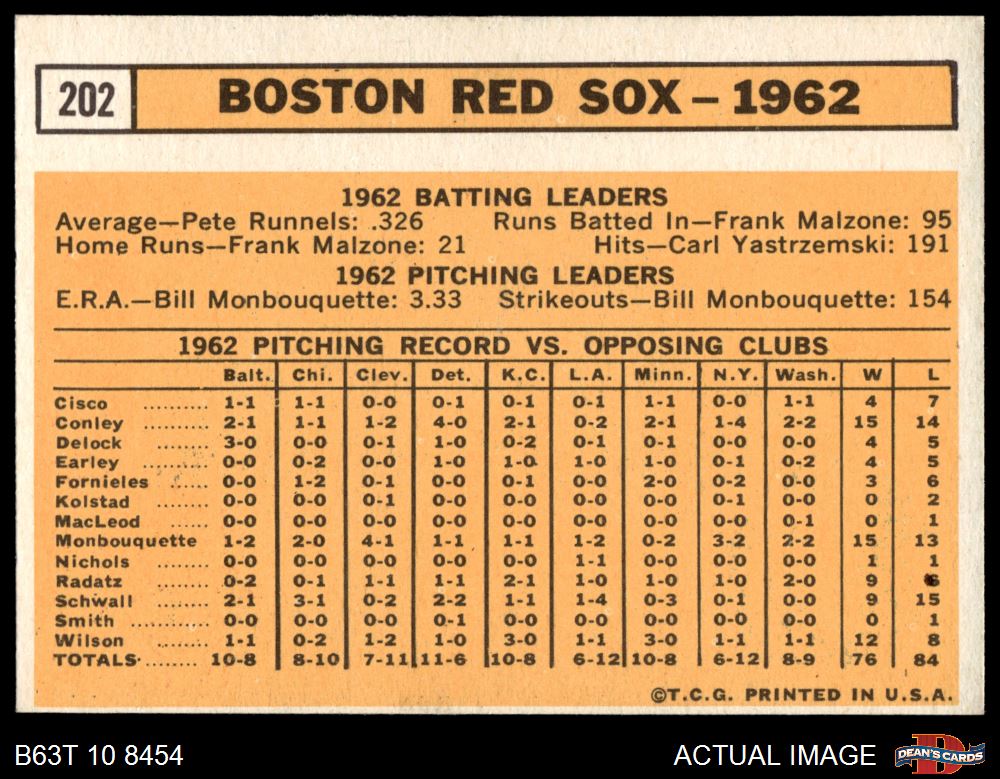 202 BOSTON RED SOX – 1962
1962 BATTING LEADERS
Average—Pete Runnels: .326 Runs Batted In—Frank Malzone: 95
Home Runs—Frank Malzone: 21 Hits—Carl Yastrzemski: 191
1962 PITCHING LEADERS
E.R.A.—Bill Monbouquette: 3.33 Strikeouts—Bill Monbouquette: 154
1962 PITCHING RECORD VS. OPPOSING CLUBS
Balt. Chi. Clev. Det. K.C. L.A. Minn. N.Y. Wash. W L
Cisco .......... 1-1 1-1 0-0 0-1 0-1 0-1 1-1 0-0 1-1 4 7
Conley .......... 2-1 1-1 1-2 4-0 2-1 0-2 2-1 1-4 2-2 15 14
Delock .......... 3-0 0-0 0-1 1-0 0-2 0-1 0-1 0-0 0-0 4 5
Earley .......... 0-0 0-2 0-0 1-0 1-0 1-0 1-0 0-1 0-2 4 5
Fornieles ...... 0-0 1-2 0-1 0-0 0-1 0-0 2-0 0-2 0-0 3 6
Kolstad ........ 0-0 0-1 0-0 0-0 0-0 0-0 0-0 0-1 0-0 0 2
MacLeod ...... 0-0 0-0 0-0 0-0 0-0 0-0 0-0 0-0 0-1 0 1
Monbouquette 1-2 2-0 4-1 1-1 1-1 1-2 0-2 3-2 2-2 15 13
Nichols ........ 0-0 0-0 0-0 0-0 0-0 1-1 0-0 0-0 0-0 1 1
Radatz ........ 0-2 0-1 1-1 1-1 2-1 1-0 1-0 1-0 2-0 9 6
Schwall ........ 2-1 3-1 0-2 2-2 1-1 1-4 0-3 0-1 0-0 9 15
Smith ............ 0-0 0-0 0-0 0-1 0-0 0-0 0-0 0-0 0-0 0 1
Wilson .......... 1-1 0-2 1-2 1-0 3-0 1-1 3-0 1-1 1-1 12 8
TOTALS ........ 10-8 8-10 7-11 11-6 10-8 6-12 10-8 6-12 8-9 76 84
©T.C.G. PRINTED IN U.S.A.
B63T 10 8454 ACTUAL IMAGE DEAN'S CARDS